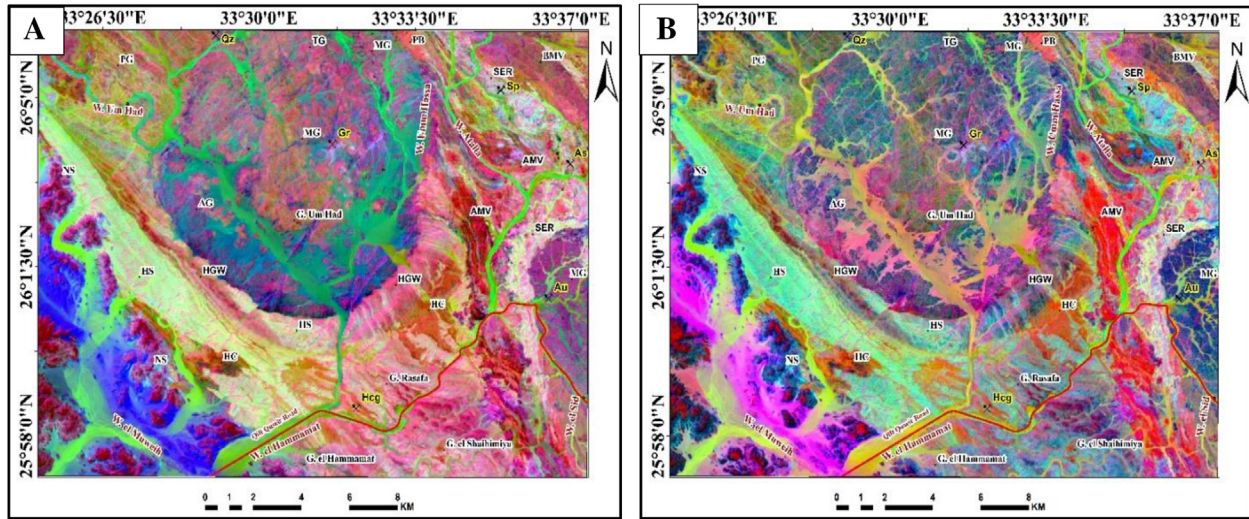 A
33°26'30"E
33°30'0"E
33°33'30"E
33°37'0"E
N
26°5'0"N
26°1'30"N
25°58'0"N
Qz
TG
MG
PB
PG
BMV
SER
Sp
W. Um Had
MG
Gr
W. Umm Hassa
W. Atalla
As
AMV
NS
AG
G. Um Had
AMV
SER
HGW
HGW
MG
HS
HC
Au
HS
NS
HC
G. Rasafa
Hcg
Qift Quseir Road
W. el Hammamat
W. el Muweih
G. el Hammamat
G. el Shaihimiya
W. el Sid
0 1 2 4 6 8
KM
B
33°26'30"E
33°30'0"E
33°33'30"E
33°37'0"E
N
26°5'0"N
26°1'30"N
25°58'0"N
Qz
TG
MG
PB
PG
BMV
SER
Sp
W. Um Had
MG
Gr
W. Umm Hassa
W. Atalla
As
AMV
NS
AG
G. Um Had
AMV
SER
HGW
HGW
MG
HS
HC
Au
HS
NS
HC
G. Rasafa
Hcg
Qift Quseir Road
W. el Hammamat
W. el Muweih
G. el Hammamat
G. el Shaihimiya
W. el Sid
0 1 2 4 6 8
KM